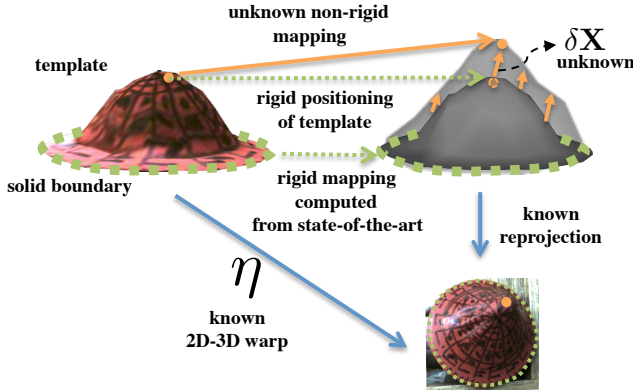 unknown non-rigid
mapping
δX
unknown
template
rigid positioning
of template
solid boundary
rigid mapping
computed
from state-of-the-art
known
reprojection
η
known
2D-3D warp